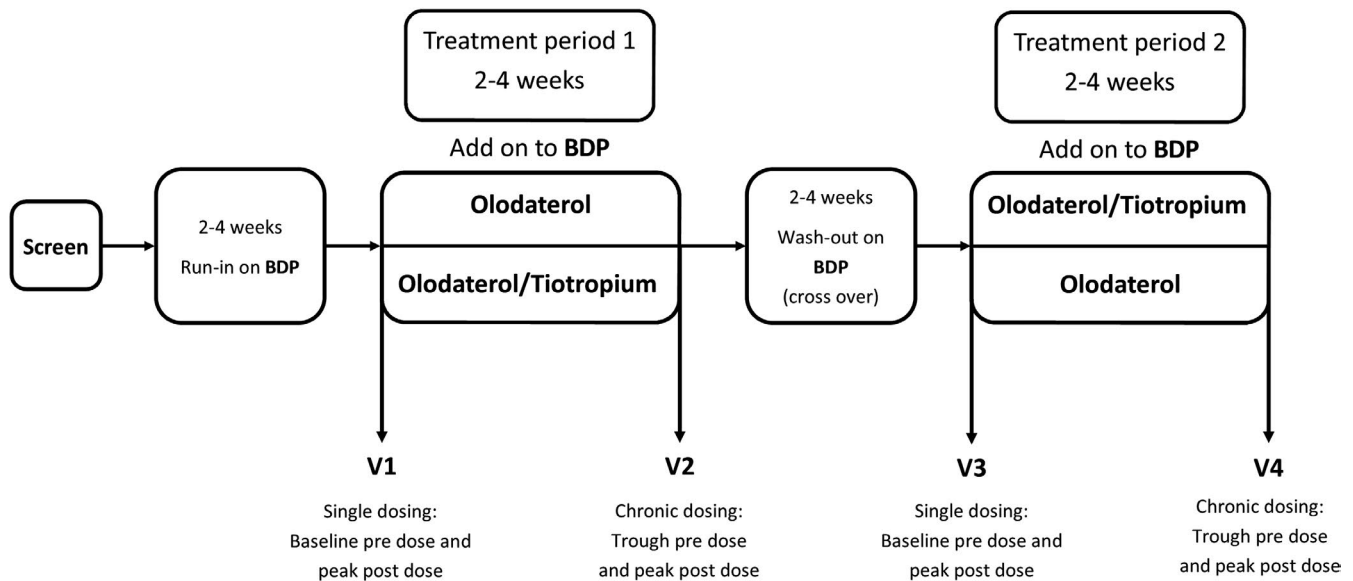 Treatment period 1
2-4 weeks
Treatment period 2
2-4 weeks
Add on to BDP
Add on to BDP
Screen
2-4 weeks
Run-in on BDP
Olodaterol
Olodaterol/Tiotropium
2-4 weeks
Wash-out on
BDP
(cross over)
Olodaterol/Tiotropium
Olodaterol
V1
Single dosing:
Baseline pre dose and
peak post dose
V2
Chronic dosing:
Trough pre dose
and peak post dose
V3
Single dosing:
Baseline pre dose and
peak post dose
V4
Chronic dosing:
Trough pre dose
and peak post dose